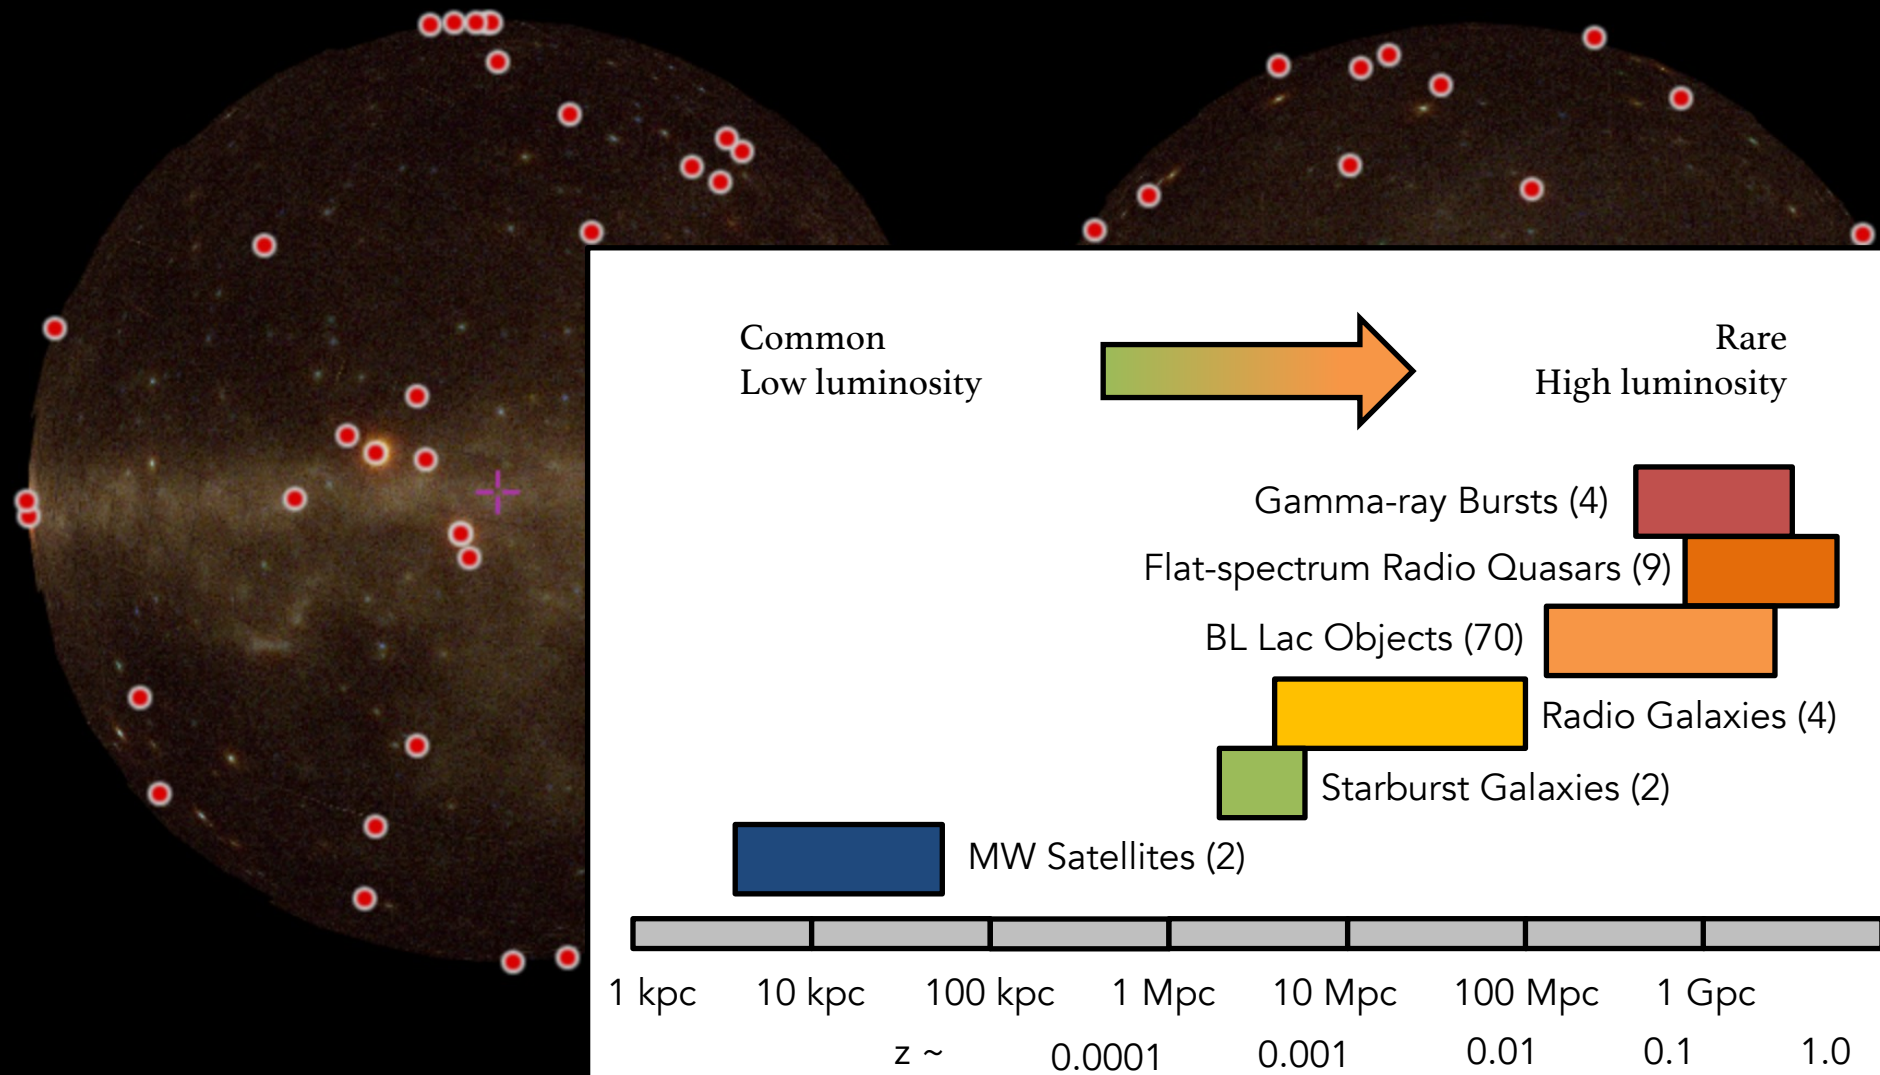 Common
Low luminosity
Rare
High luminosity
Gamma-ray Bursts (4)
Flat-spectrum Radio Quasars (9)
BL Lac Objects (70)
Radio Galaxies (4)
Starburst Galaxies (2)
MW Satellites (2)
1 kpc 10 kpc 100 kpc 1 Mpc 10 Mpc 100 Mpc 1 Gpc
z ~ 0.0001 0.001 0.01 0.1 1.0